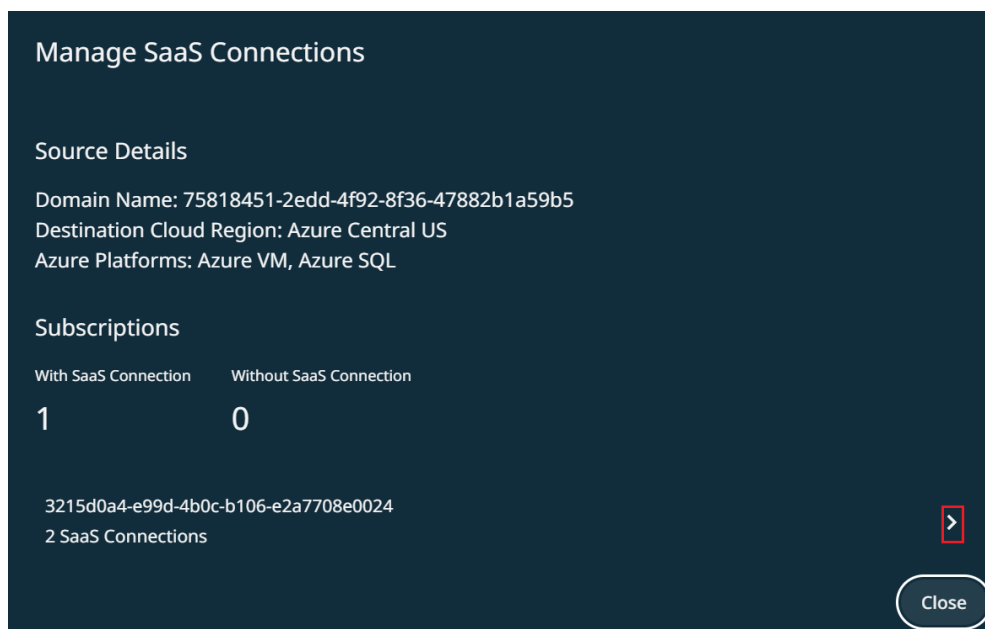 Manage SaaS Connections
Source Details
Domain Name: 75818451-2edd-4f92-8f36-47882b1a59b5
Destination Cloud Region: Azure Central US
Azure Platforms: Azure VM, Azure SQL
Subscriptions
With SaaS Connection Without SaaS Connection
1 0
3215d0a4-e99d-4b0c-b106-e2a7708e0024
2 SaaS Connections
Close